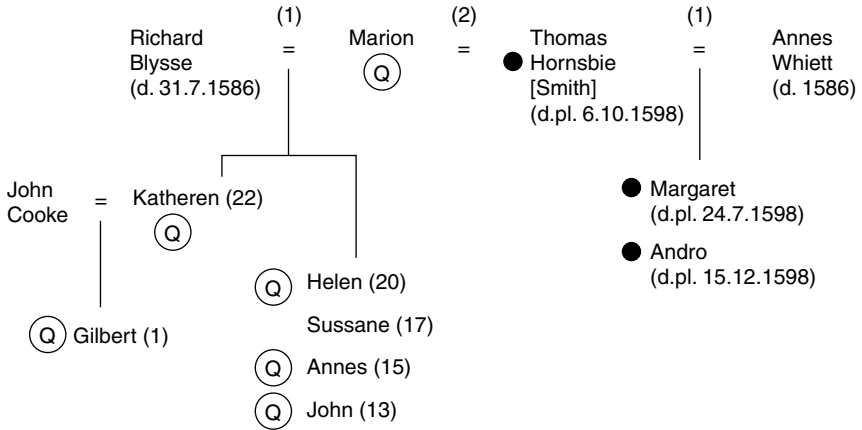 (1)
(2)
(1)
Richard
Blysse
(d. 31.7.1586)
=
Marion
Q
=
Thomas
Hornsbie
[Smith]
(d.pl. 6.10.1598)
=
Annes
Whiett
(d. 1586)
John
Cooke
=
Katheren (22)
Q
Margaret
(d.pl. 24.7.1598)
Andro
(d.pl. 15.12.1598)
Q Gilbert (1)
Q Helen (20)
Sussane (17)
Q Annes (15)
Q John (13)